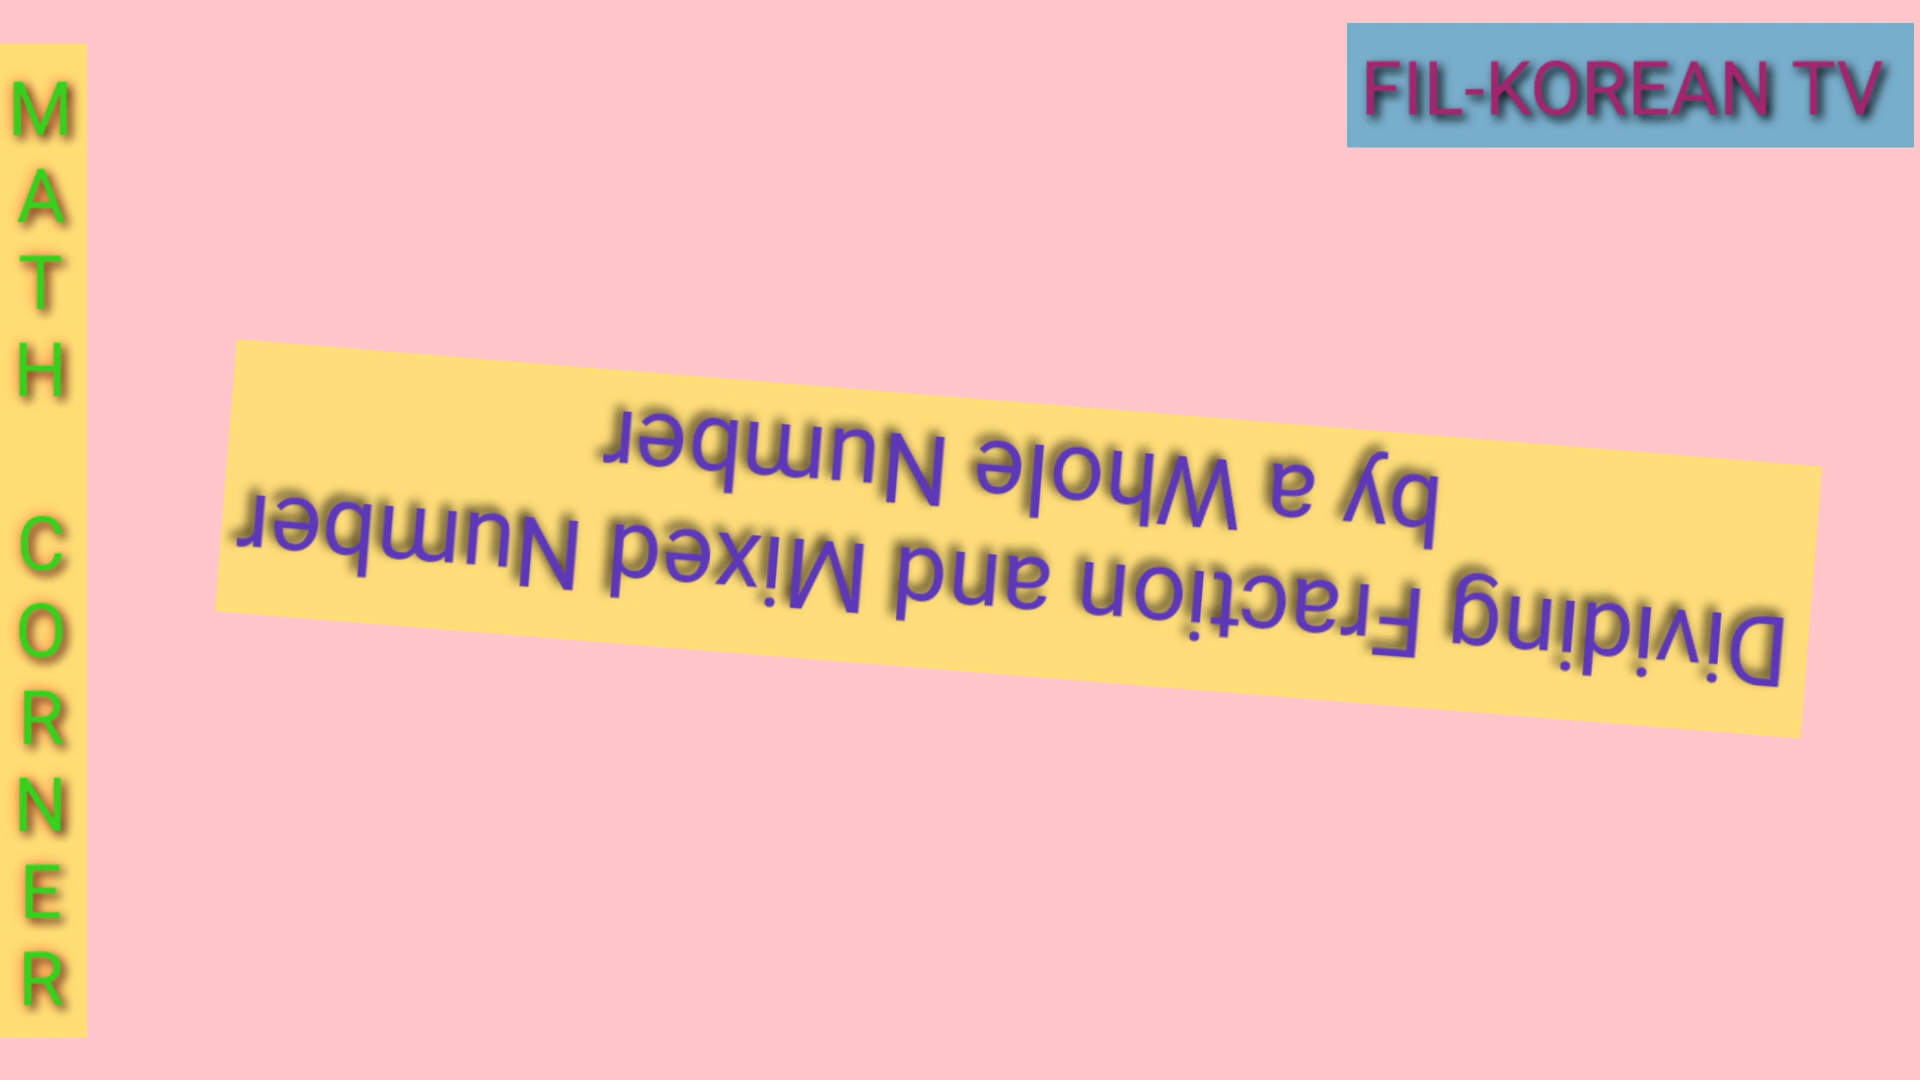 MATH CORNER
FIL-KOREAN TV
Dividing Fraction and Mixed Number
by a Whole Number